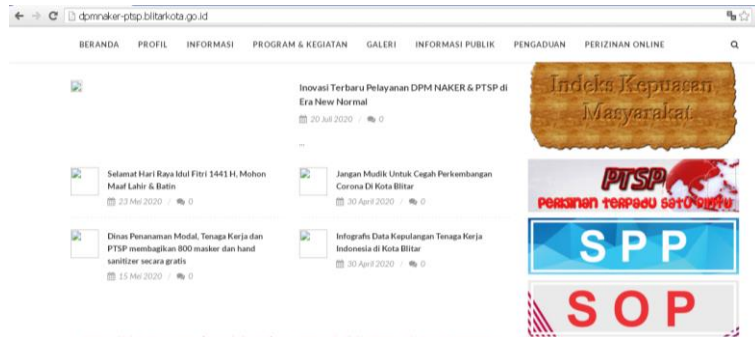 dpmnaker-ptsp.blitarkota.go.id
BERANDA PROFIL INFORMASI PROGRAM & KEGIATAN GALERI INFORMASI PUBLIK PENGADUAN PERIZINAN ONLINE
Inovasi Terbaru Pelayanan DPM NAKER & PTSP di
Era New Normal
20 Juli 2020 / 0
...
Selamat Hari Raya Idul Fitri 1441 H, Mohon
Maaf Lahir & Batin
23 Mei 2020 / 0
Jangan Mudik Untuk Cegah Perkembangan
Corona Di Kota Blitar
30 April 2020 / 0
Dinas Penanaman Modal, Tenaga Kerja dan
PTSP membagikan 800 masker dan hand
sanitizer secara gratis
15 Mei 2020 / 0
Infografis Data Kepulangan Tenaga Kerja
Indonesia di Kota Blitar
30 April 2020 / 0
Indeks Kepuasan
Masyarakat
PTSP
PERIZINAN TERPADU SATU PINTU
SPP
SOP